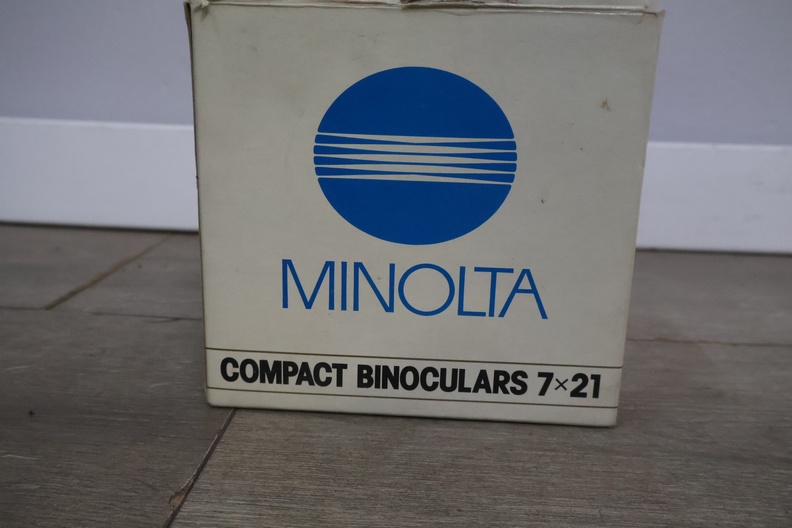 MINOLTA
COMPACT BINOCULARS 7×21